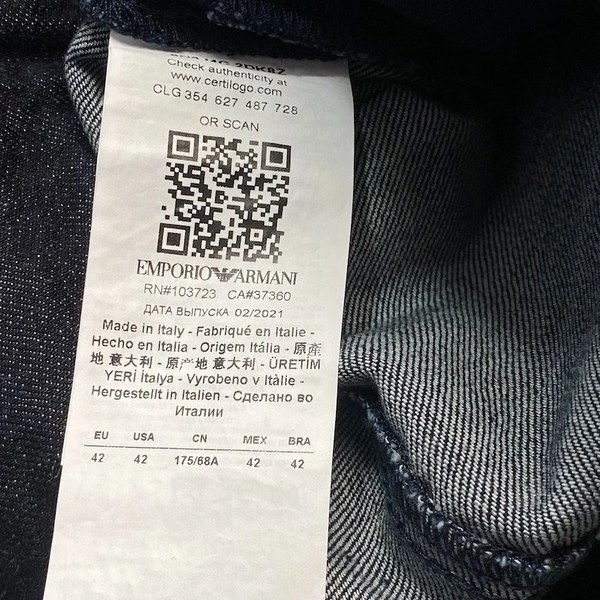 Check authenticity at
www.certilogo.com
CLG 354 627 487 728
OR SCAN
EMPORIO ARMANI
RN#103723 CA#37360
ДАТА ВЫПУСКА 02/2021
Made in Italy - Fabriqué en Italie -
Hecho en Italia - Origem Itália - 原産
地 意大利 - 原产地 意大利 - ÜRETİM
YERİ İtalya - Vyrobeno v Itálie -
Hergestellt in Italien - Сделано во
Италии
EU USA CN MEX BRA
42 42 175/68A 42 42